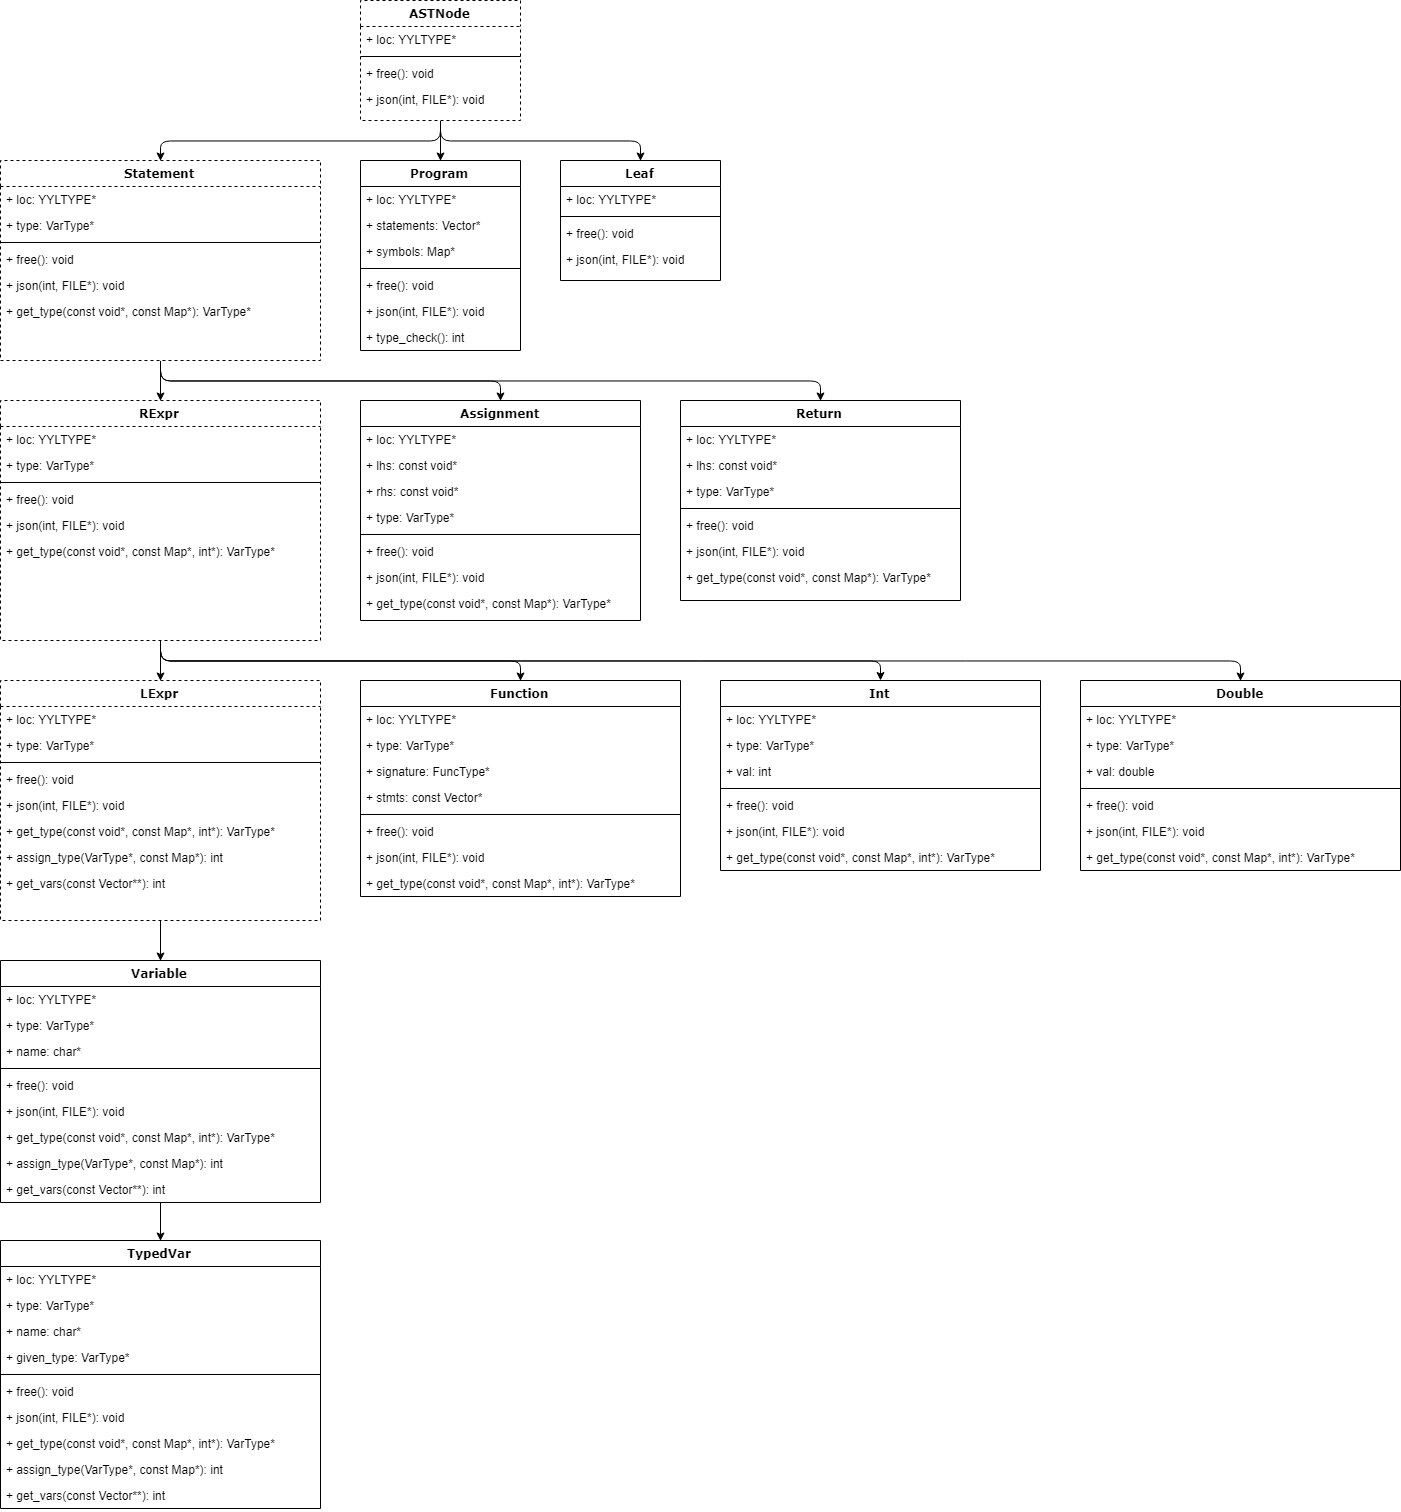 ASTNode
+ loc: YYLTYPE*
+ free(): void
+ json(int, FILE*): void
Statement
+ loc: YYLTYPE*
+ type: VarType*
+ free(): void
+ json(int, FILE*): void
+ get_type(const void*, const Map*): VarType*
Program
+ loc: YYLTYPE*
+ statements: Vector*
+ symbols: Map*
+ free(): void
+ json(int, FILE*): void
+ type_check(): int
Leaf
+ loc: YYLTYPE*
+ free(): void
+ json(int, FILE*): void
RExpr
+ loc: YYLTYPE*
+ type: VarType*
+ free(): void
+ json(int, FILE*): void
+ get_type(const void*, const Map*, int*): VarType*
Assignment
+ loc: YYLTYPE*
+ lhs: const void*
+ rhs: const void*
+ type: VarType*
+ free(): void
+ json(int, FILE*): void
+ get_type(const void*, const Map*): VarType*
Return
+ loc: YYLTYPE*
+ lhs: const void*
+ type: VarType*
+ free(): void
+ json(int, FILE*): void
+ get_type(const void*, const Map*): VarType*
LExpr
+ loc: YYLTYPE*
+ type: VarType*
+ free(): void
+ json(int, FILE*): void
+ get_type(const void*, const Map*, int*): VarType*
+ assign_type(VarType*, const Map*): int
+ get_vars(const Vector**): int
Function
+ loc: YYLTYPE*
+ type: VarType*
+ signature: FuncType*
+ stmts: const Vector*
+ free(): void
+ json(int, FILE*): void
+ get_type(const void*, const Map*, int*): VarType*
Int
+ loc: YYLTYPE*
+ type: VarType*
+ val: int
+ free(): void
+ json(int, FILE*): void
+ get_type(const void*, const Map*, int*): VarType*
Double
+ loc: YYLTYPE*
+ type: VarType*
+ val: double
+ free(): void
+ json(int, FILE*): void
+ get_type(const void*, const Map*, int*): VarType*
Variable
+ loc: YYLTYPE*
+ type: VarType*
+ name: char*
+ free(): void
+ json(int, FILE*): void
+ get_type(const void*, const Map*, int*): VarType*
+ assign_type(VarType*, const Map*): int
+ get_vars(const Vector**): int
TypedVar
+ loc: YYLTYPE*
+ type: VarType*
+ name: char*
+ given_type: VarType*
+ free(): void
+ json(int, FILE*): void
+ get_type(const void*, const Map*, int*): VarType*
+ assign_type(VarType*, const Map*): int
+ get_vars(const Vector**): int